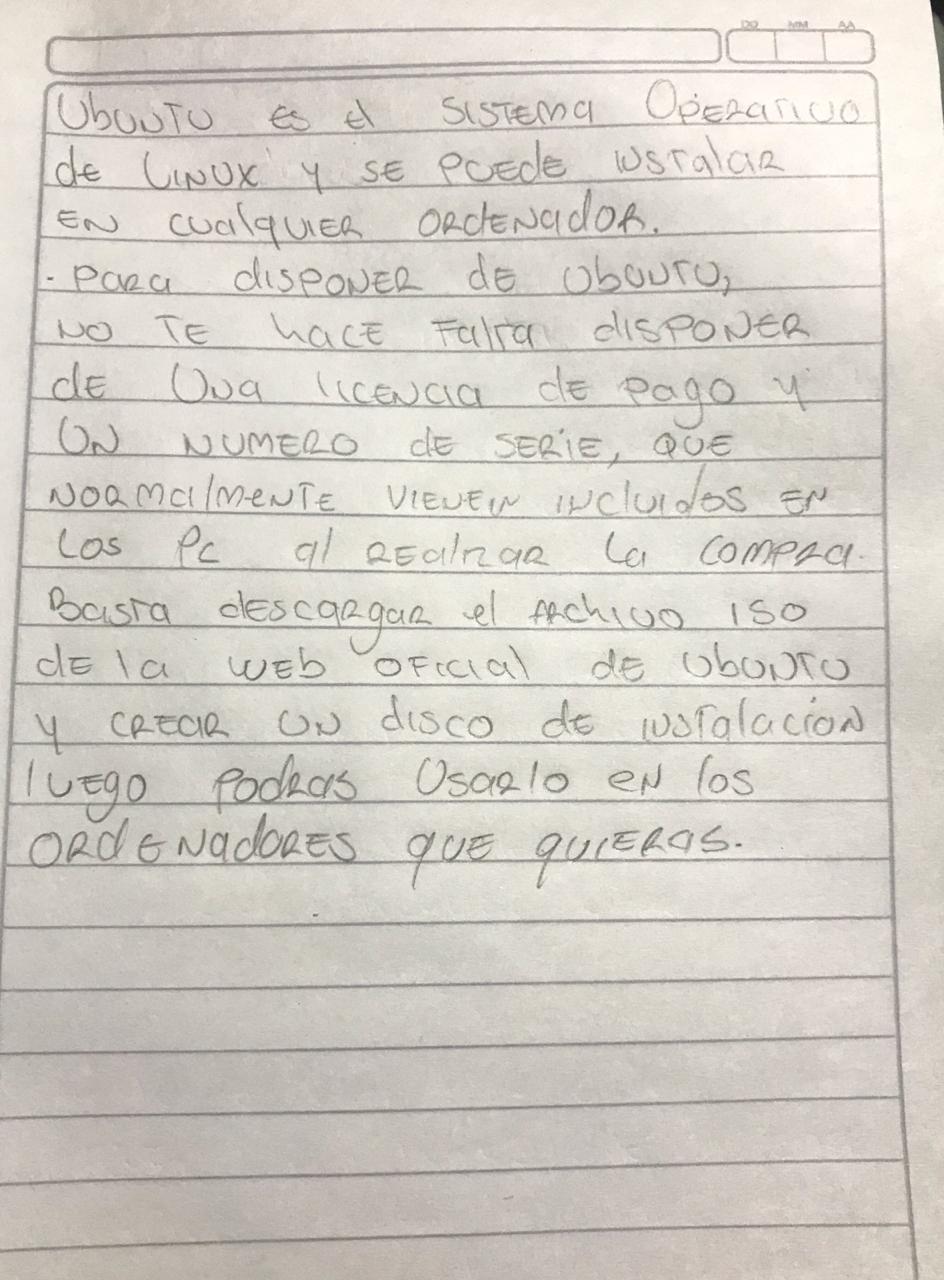 DD MM AA
Ubuntu es el sistema Operativo
de Linux y se puede instalar
en cualquier ordenador.
. Para disponer de Ubuntu,
no te hace falta disponer
de una licencia de pago y
un numero de serie, que
normalmente vienen incluidos en
los PC al realizar la compra.
Basta descargar el archivo ISO
de la web oficial de Ubuntu
y crear un disco de instalación
luego podras usarlo en los
ordenadores que quieras.